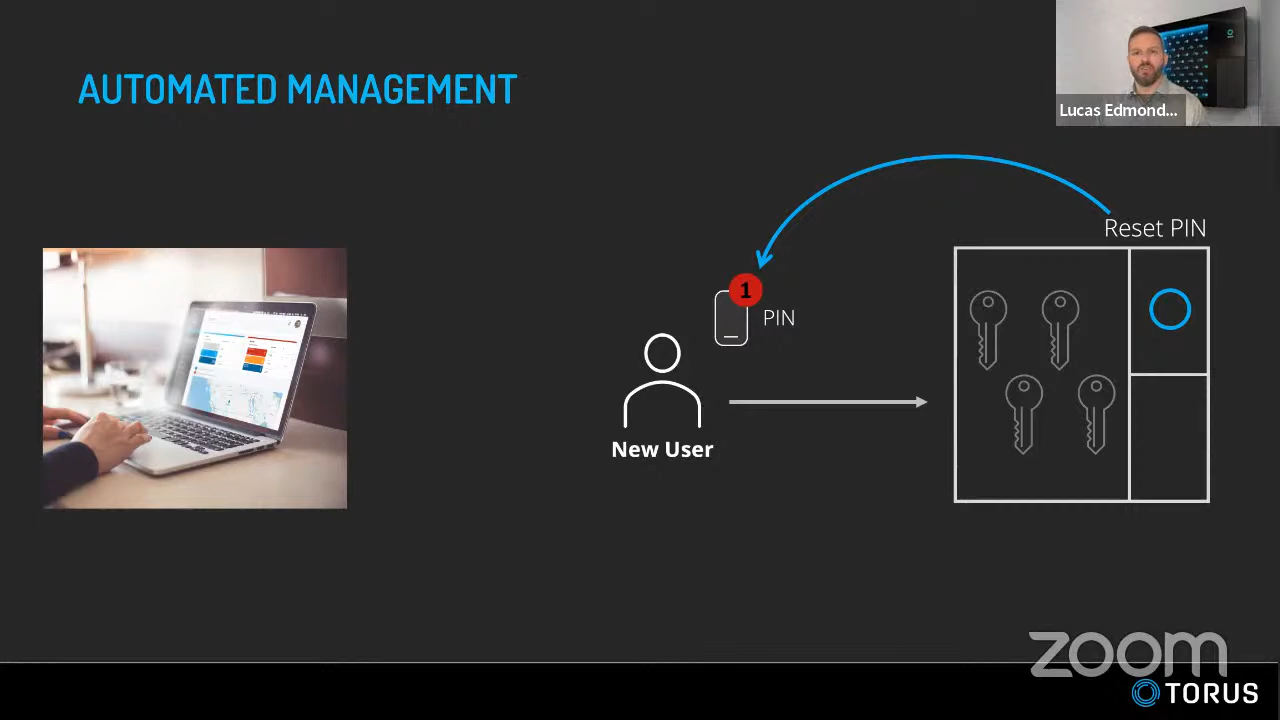 AUTOMATED MANAGEMENT
Lucas Edmond...
Reset PIN
1
PIN
New User
zoom
TORUS